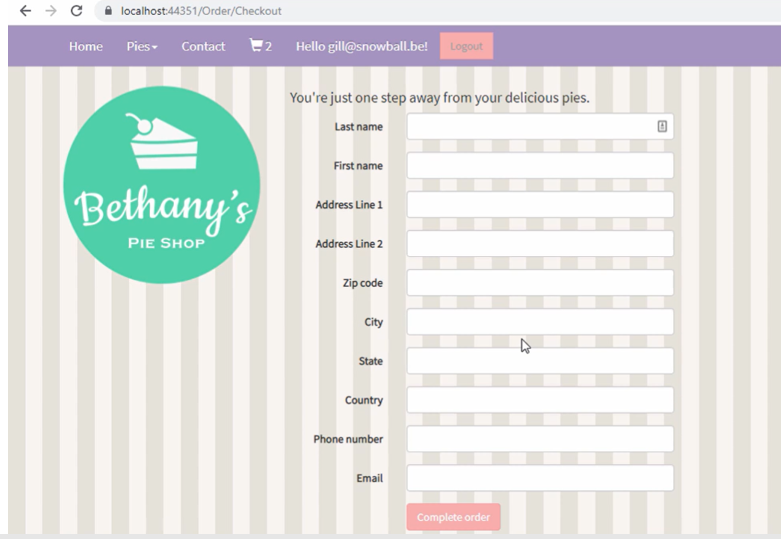 localhost:44351/Order/Checkout
Home Pies Contact 2 Hello gill@snowball.be! Logout
Bethany's
PIE SHOP
You're just one step away from your delicious pies.
Last name
First name
Address Line 1
Address Line 2
Zip code
City
State
Country
Phone number
Email
Complete order